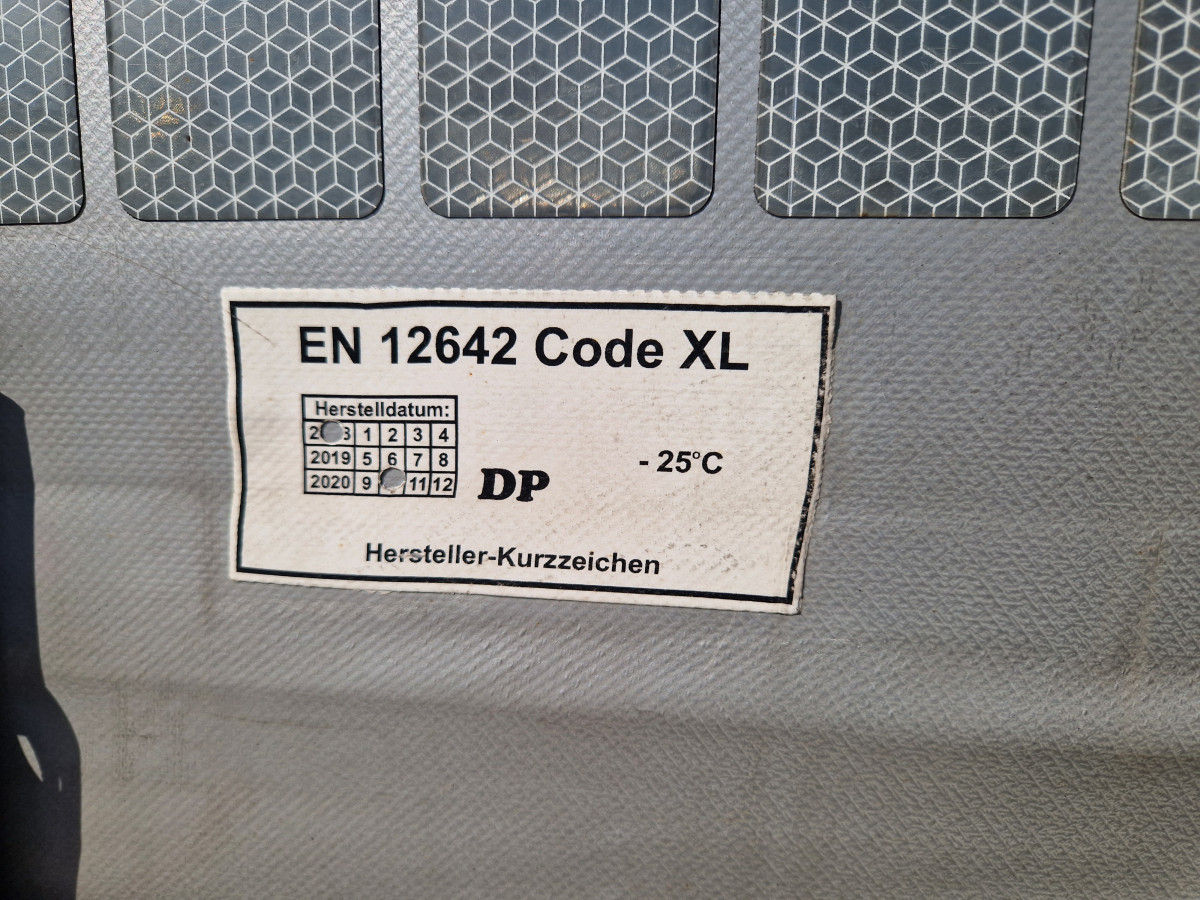 EN 12642 Code XL
Herstelldatum:
1 2 3 4
2019 5 6 7 8
2020 9 11 12
DP
- 25°C
Hersteller-Kurzzeichen